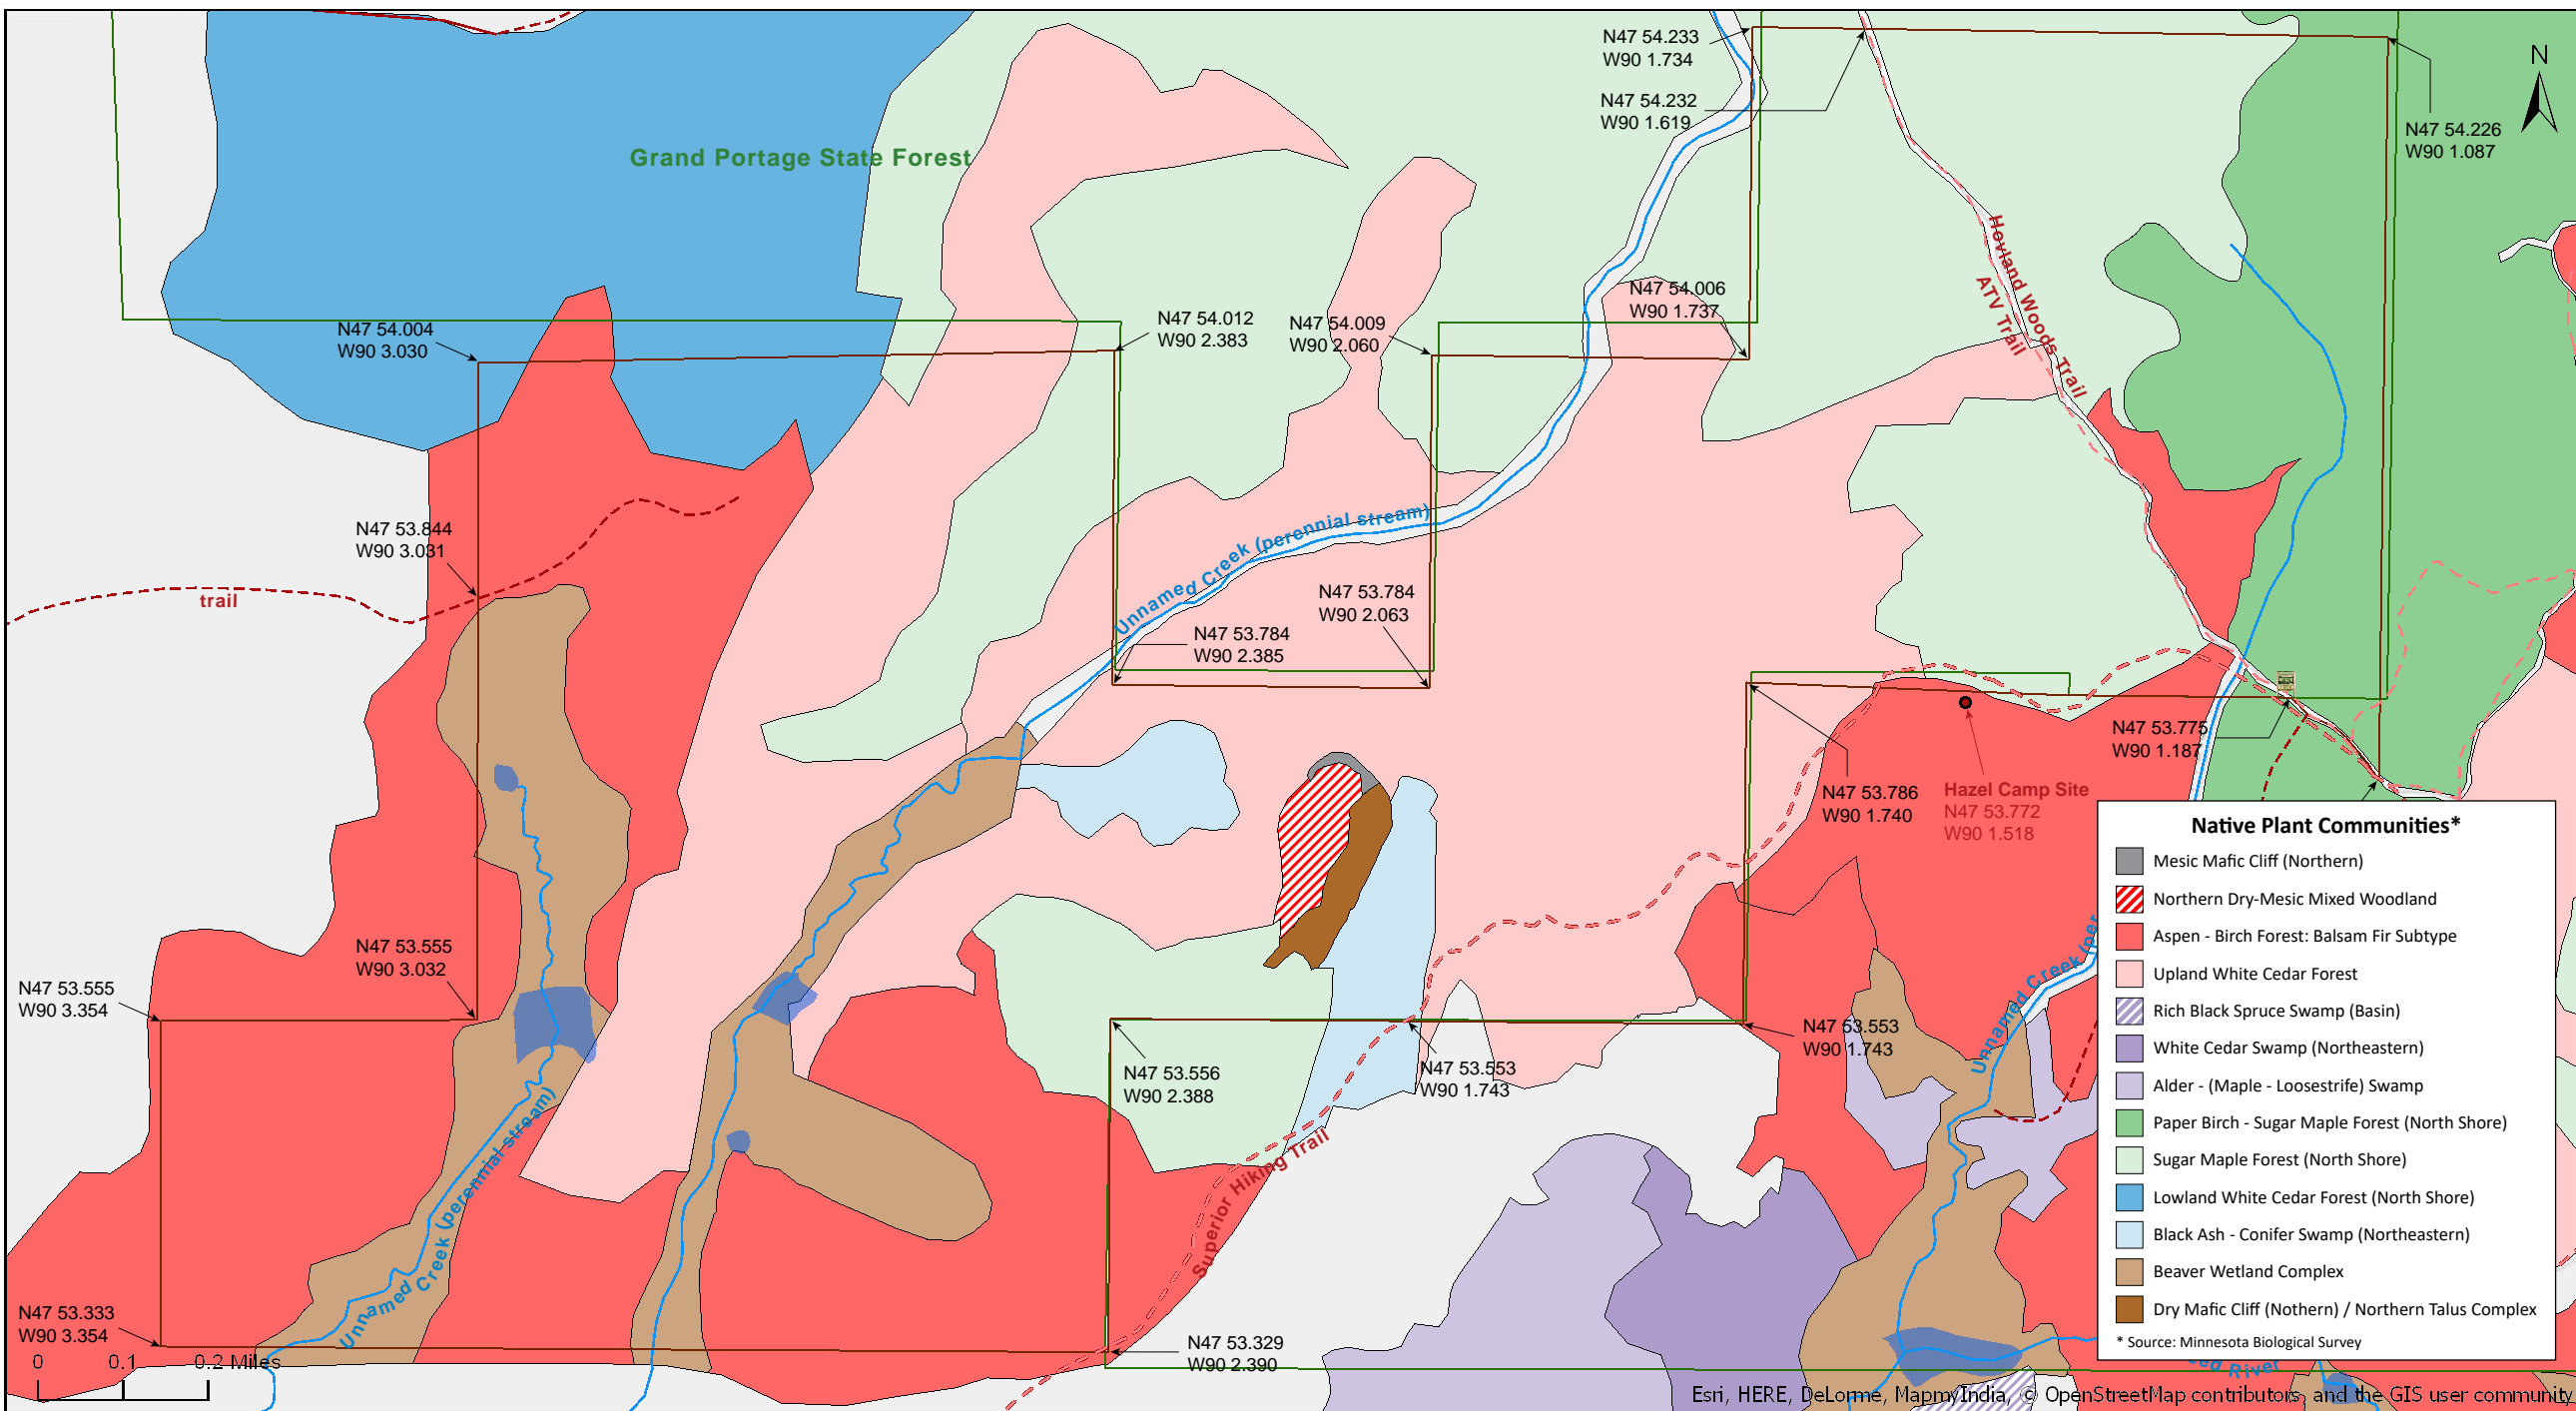 N47 54.233
W90 1.734
N
N47 54.232
W90 1.619
N47 54.226
W90 1.087
Grand Portage State Forest
Hovland Woods Trail
ATV Trail
N47 54.006
W90 1.737
N47 54.004
W90 3.030
N47 54.012
W90 2.383
N47 54.009
W90 2.060
N47 53.844
W90 3.031
Unnamed Creek (perennial stream)
trail
N47 53.784
W90 2.063
N47 53.784
W90 2.385
N47 53.775
W90 1.187
N47 53.786
W90 1.740
Hazel Camp Site
N47 53.772
W90 1.518
N47 53.555
W90 3.032
N47 53.555
W90 3.354
Unnamed Creek (per
N47 53.553
W90 1.743
N47 53.556
W90 2.388
N47 53.553
W90 1.743
Superior Hiking Trail
Unnamed Creek (perennial stream)
N47 53.333
W90 3.354
N47 53.329
W90 2.390
0 0.1 0.2 Miles
Native Plant Communities*
Mesic Mafic Cliff (Northern)
Northern Dry-Mesic Mixed Woodland
Aspen - Birch Forest: Balsam Fir Subtype
Upland White Cedar Forest
Rich Black Spruce Swamp (Basin)
White Cedar Swamp (Northeastern)
Alder - (Maple - Loosestrife) Swamp
Paper Birch - Sugar Maple Forest (North Shore)
Sugar Maple Forest (North Shore)
Lowland White Cedar Forest (North Shore)
Black Ash - Conifer Swamp (Northeastern)
Beaver Wetland Complex
Dry Mafic Cliff (Nothern) / Northern Talus Complex
* Source: Minnesota Biological Survey
River
Esri, HERE, DeLorme, MapmyIndia, © OpenStreetMap contributors, and the GIS user community